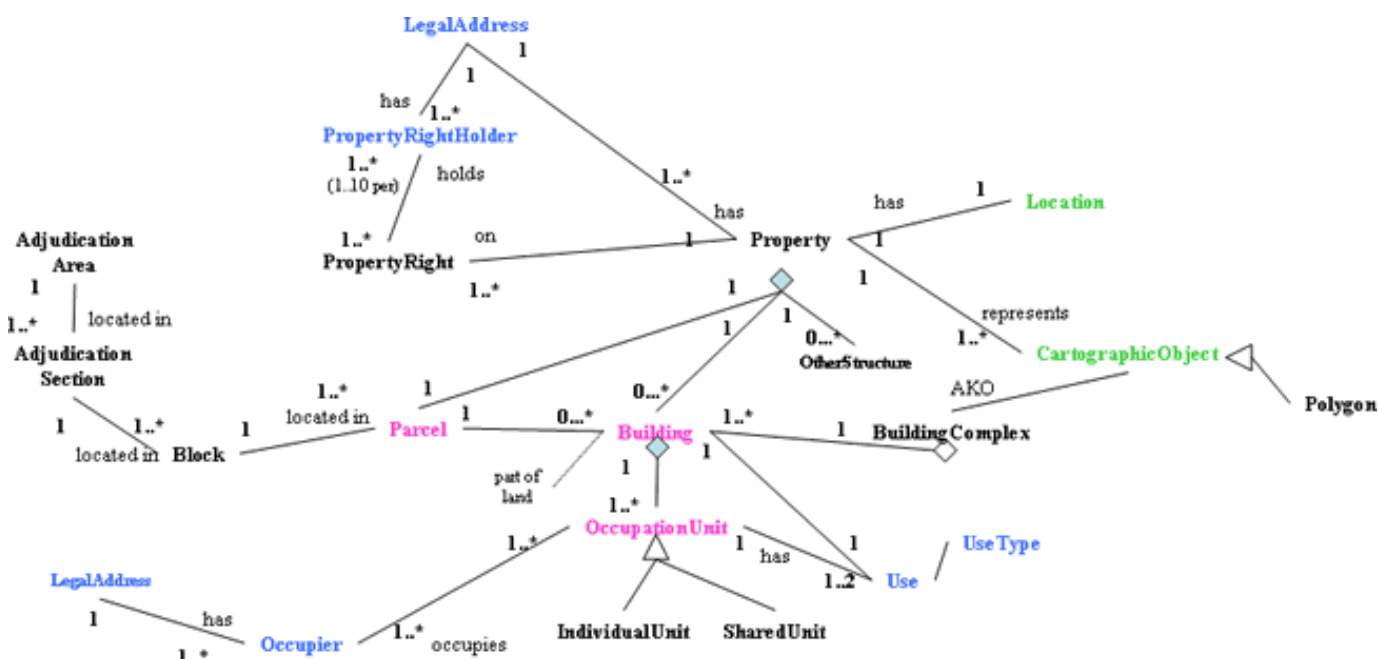 LegalAddress
1
1
has
1..*
PropertyRightHolder
1..*
(1..10 per)
holds
1..*
1..*
PropertyRight
on
1..*
has
1
Property
has
1
Location
1
1
represents
1..*
CartographicObject
AKO
Polygon
Adjudication
Area
1
1..*
located in
Adjudication
Section
1
1..*
located in
Block
1
1..*
located in
1
Parcel
1
1
1
1
0...*
OtherStructure
0...*
0...*
Building
1..*
1
BuildingComplex
part of
land
1
1
1..*
OccupationUnit
1..*
1
has
1
1..2
Use
UseType
IndividualUnit
SharedUnit
LegalAddress
1
has
1..*
Occupier
1..*
occupies